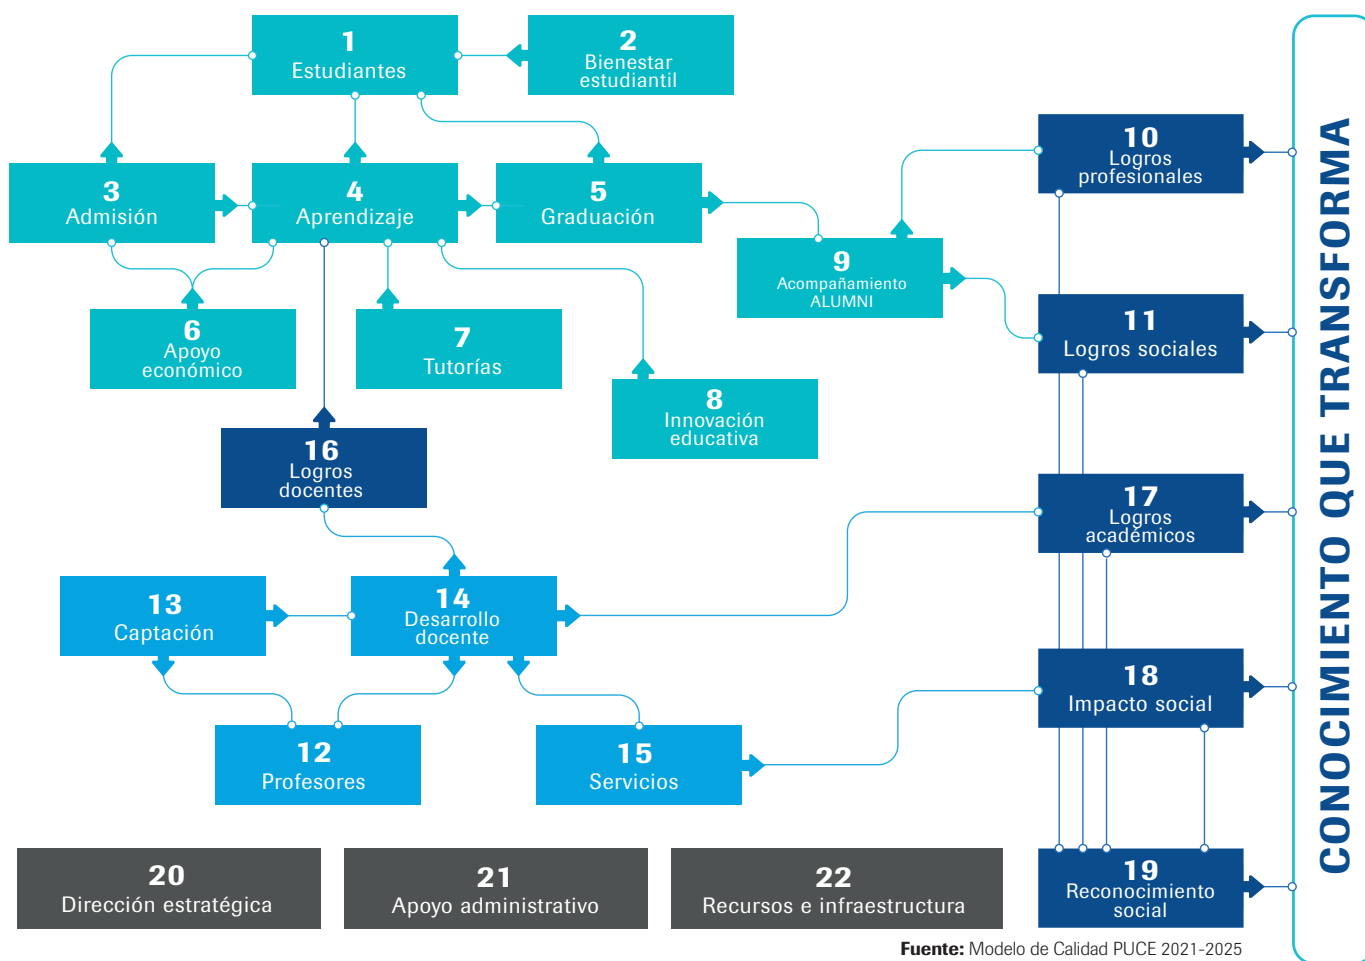 1
Estudiantes
2
Bienestar
estudiantil
3
Admisión
4
Aprendizaje
5
Graduación
6
Apoyo
económico
7
Tutorías
8
Innovación
educativa
9
Acompañamiento
ALUMNI
10
Logros
profesionales
11
Logros sociales
16
Logros
docentes
17
Logros
académicos
13
Captación
14
Desarrollo
docente
12
Profesores
15
Servicios
18
Impacto social
19
Reconocimiento
social
20
Dirección estratégica
21
Apoyo administrativo
22
Recursos e infraestructura
CONOCIMIENTO QUE TRANSFORMA
Fuente: Modelo de Calidad PUCE 2021-2025